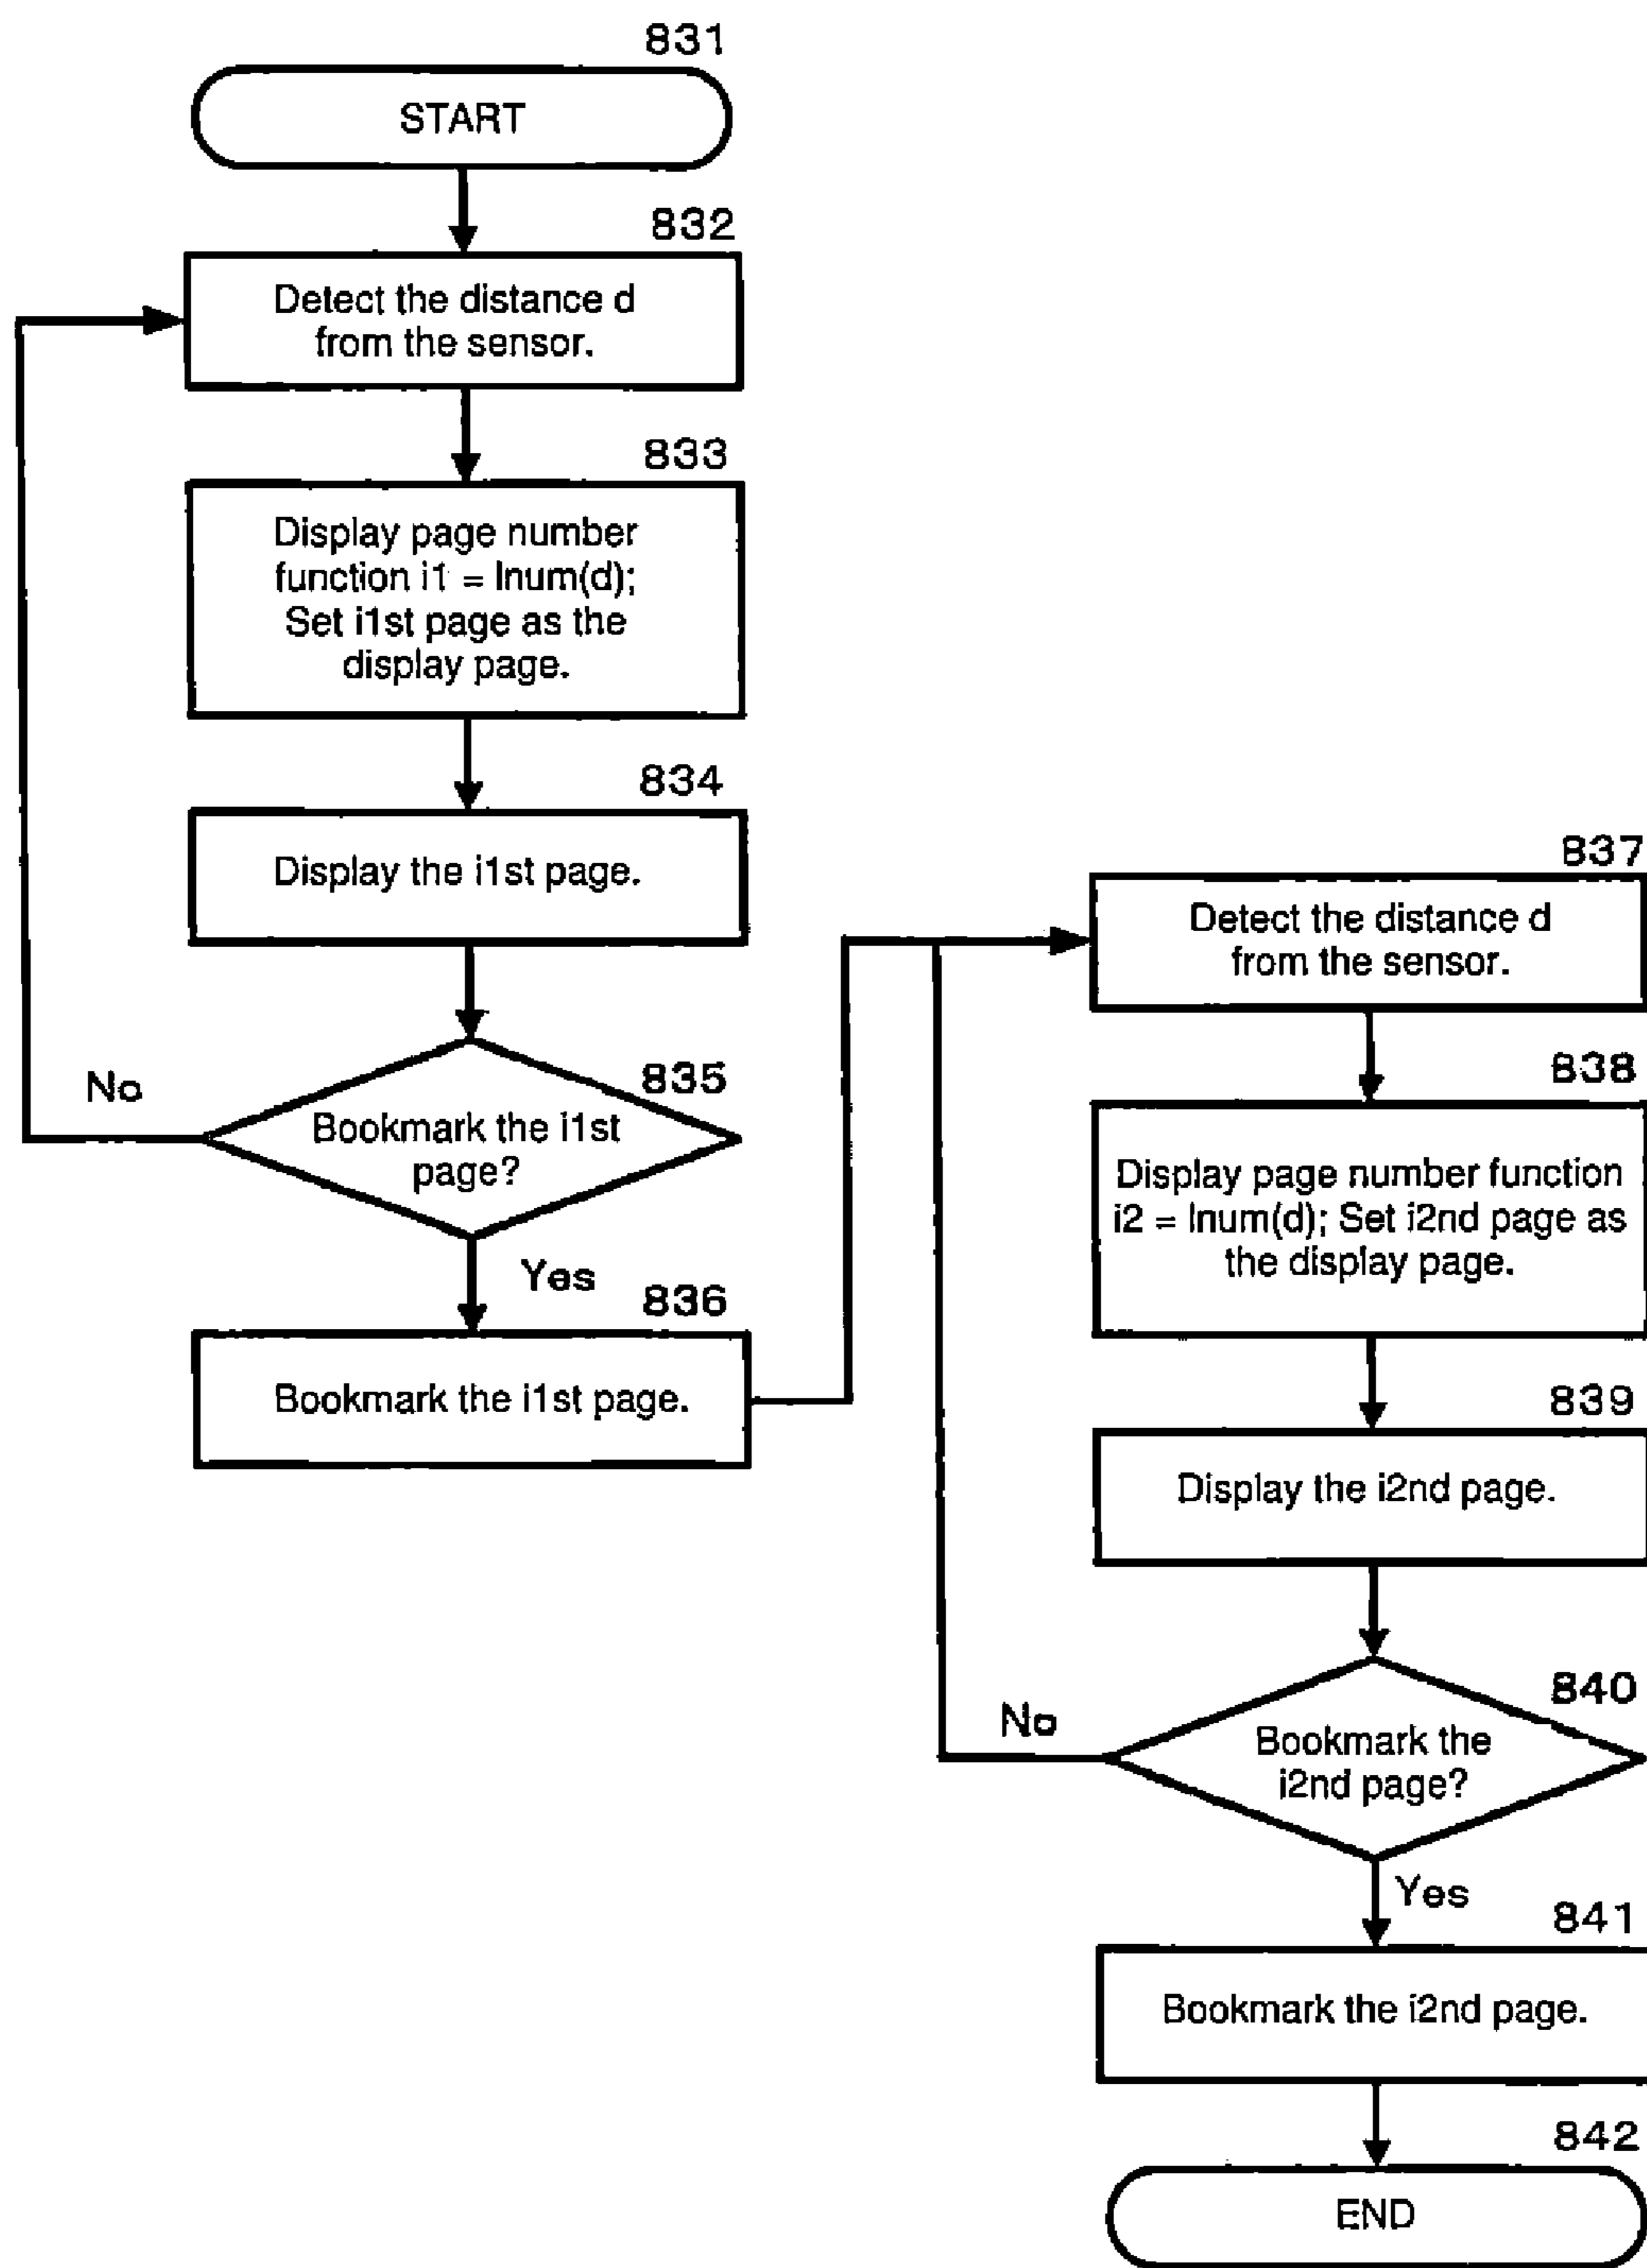 831
START
832
Detect the distance d
from the sensor.
833
Display page number
function i1 = Inum(d);
Set i1st page as the
display page.
834
Display the i1st page.
835
No
Bookmark the i1st
page?
Yes
836
Bookmark the i1st page.
837
Detect the distance d
from the sensor.
838
Display page number function
i2 = Inum(d); Set i2nd page as
the display page.
839
Display the i2nd page.
840
No
Bookmark the
i2nd page?
Yes
841
Bookmark the i2nd page.
842
END